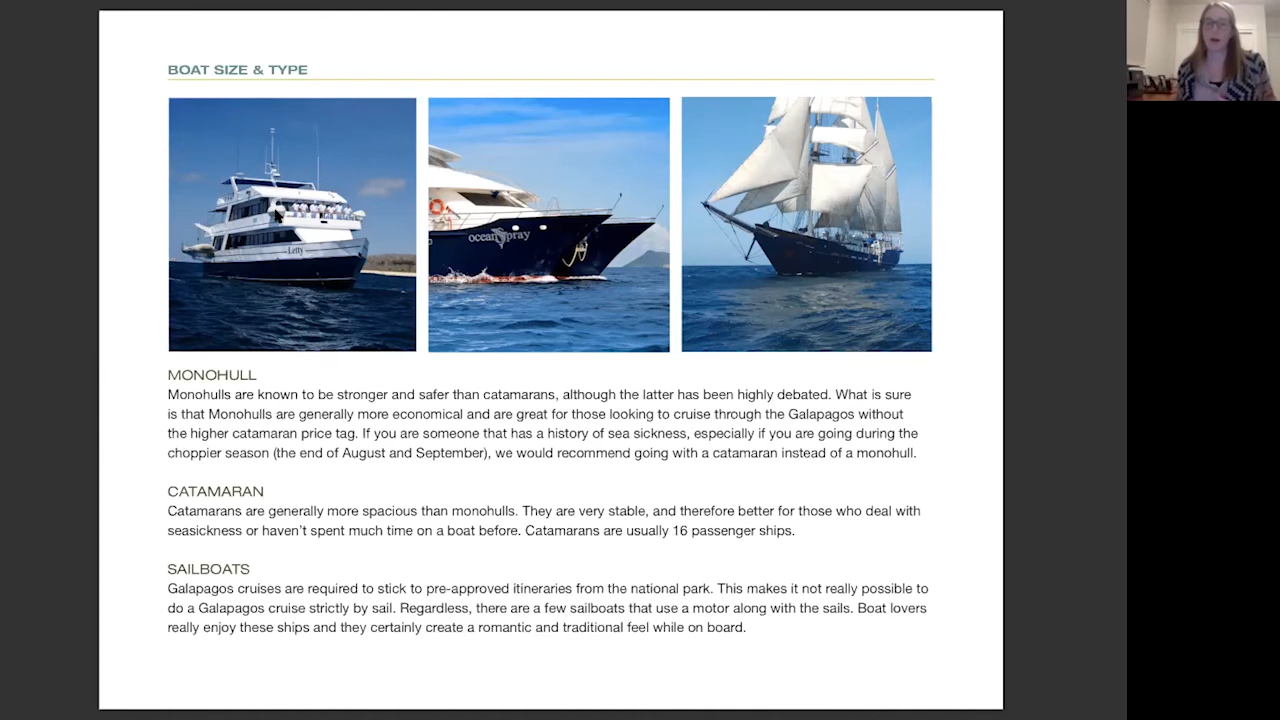 BOAT SIZE & TYPE
Letty
oceanspray
MONOHULL
Monohulls are known to be stronger and safer than catamarans, although the latter has been highly debated. What is sure
is that Monohulls are generally more economical and are great for those looking to cruise through the Galapagos without
the higher catamaran price tag. If you are someone that has a history of sea sickness, especially if you are going during the
choppier season (the end of August and September), we would recommend going with a catamaran instead of a monohull.
CATAMARAN
Catamarans are generally more spacious than monohulls. They are very stable, and therefore better for those who deal with
seasickness or haven't spent much time on a boat before. Catamarans are usually 16 passenger ships.
SAILBOATS
Galapagos cruises are required to stick to pre-approved itineraries from the national park. This makes it not really possible to
do a Galapagos cruise strictly by sail. Regardless, there are a few sailboats that use a motor along with the sails. Boat lovers
really enjoy these ships and they certainly create a romantic and traditional feel while on board.